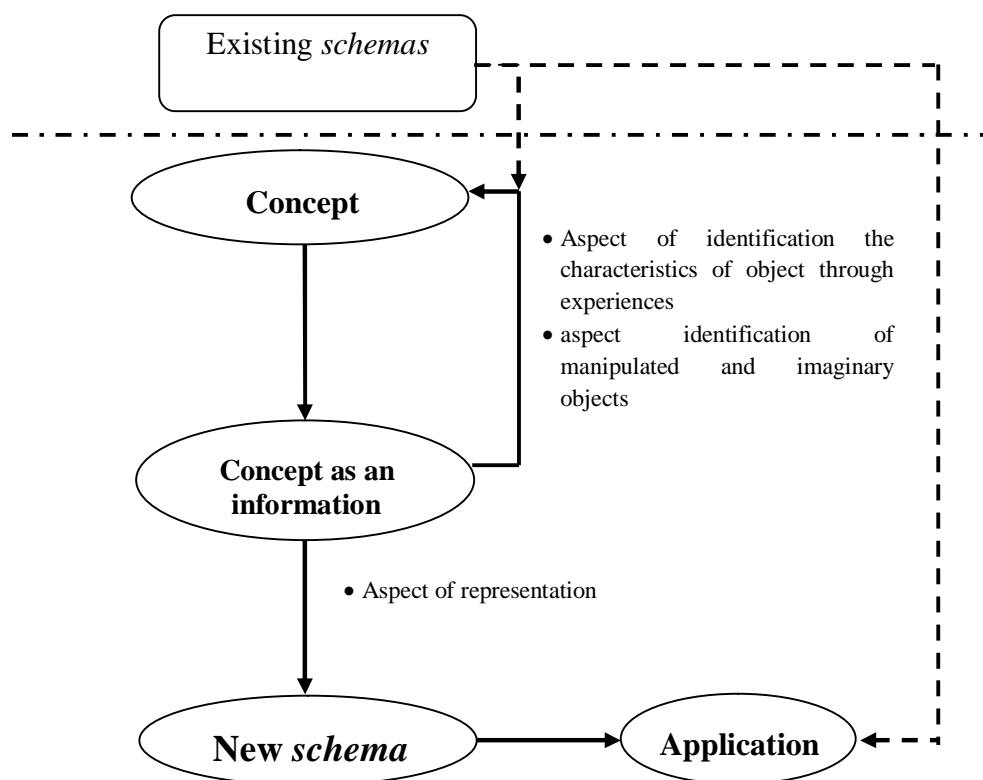 Existing schemas
Concept
• Aspect of identification the
characteristics of object through
experiences
• aspect identification of
manipulated and imaginary
objects
Concept as an
information
• Aspect of representation
New schema
Application